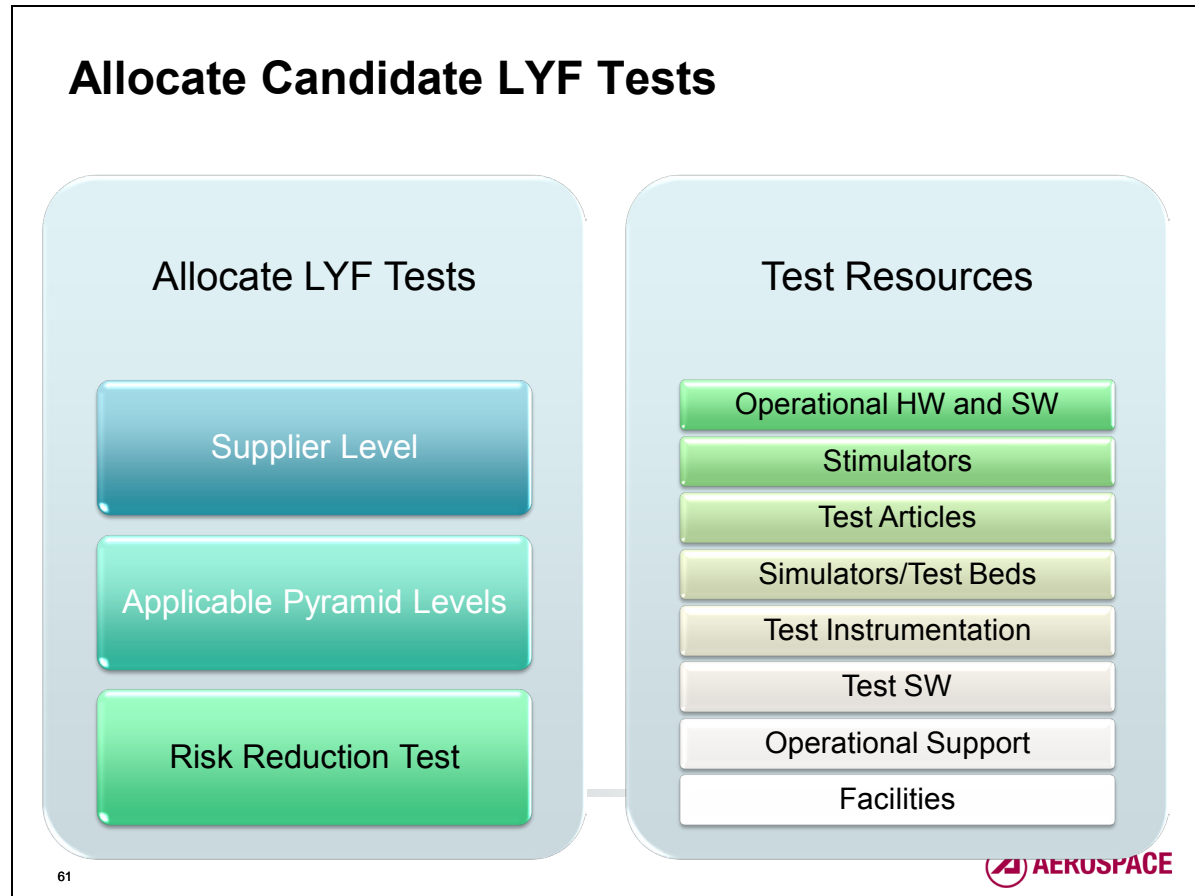 Allocate Candidate LYF Tests
Allocate LYF Tests
Supplier Level
Applicable Pyramid Levels
Risk Reduction Test
Test Resources
Operational HW and SW
Stimulators
Test Articles
Simulators/Test Beds
Test Instrumentation
Test SW
Operational Support
Facilities
61
AEROSPACE